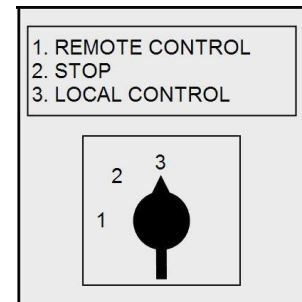 1. REMOTE CONTROL
2. STOP
3. LOCAL CONTROL
3
2
1